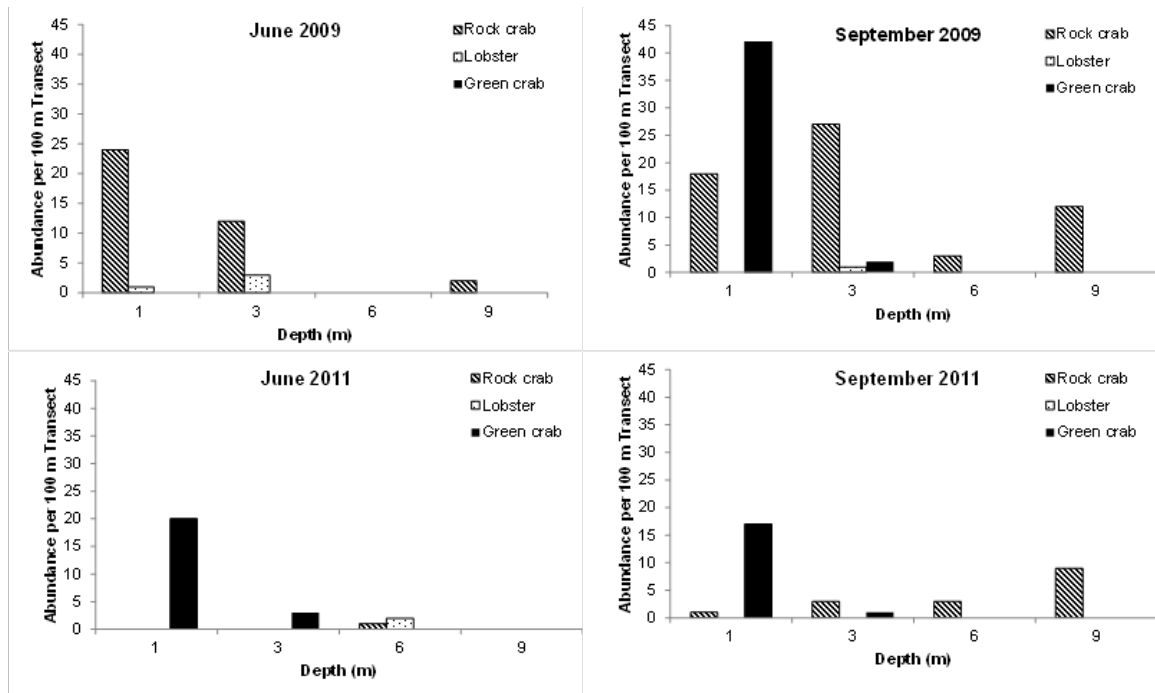 June 2009
Rock crab
Lobster
Green crab
Abundance per 100 m Transect
45
40
35
30
25
20
15
10
5
0
1 3 6 9
Depth (m)
September 2009
Rock crab
Lobster
Green crab
Abundance per 100 m Transect
45
40
35
30
25
20
15
10
5
0
1 3 6 9
Depth (m)
June 2011
Rock crab
Lobster
Green crab
Abundance per 100 m Transect
45
40
35
30
25
20
15
10
5
0
1 3 6 9
Depth (m)
September 2011
Rock crab
Lobster
Green crab
Abundance per 100 m Transect
45
40
35
30
25
20
15
10
5
0
1 3 6 9
Depth (m)